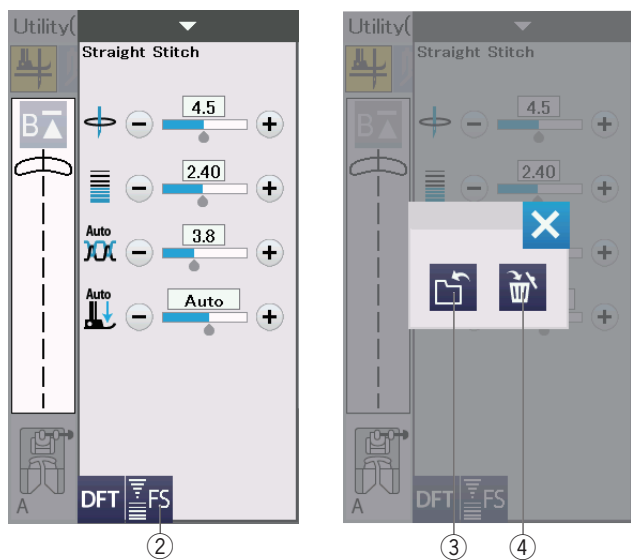 Utility(
Straight Stitch
B
4.5
2.40
Auto
3.8
Auto
Auto
A
DFT
FS
②
Utility(
Straight Stitch
B
4.5
2.40
A
DFT
FS
③
④